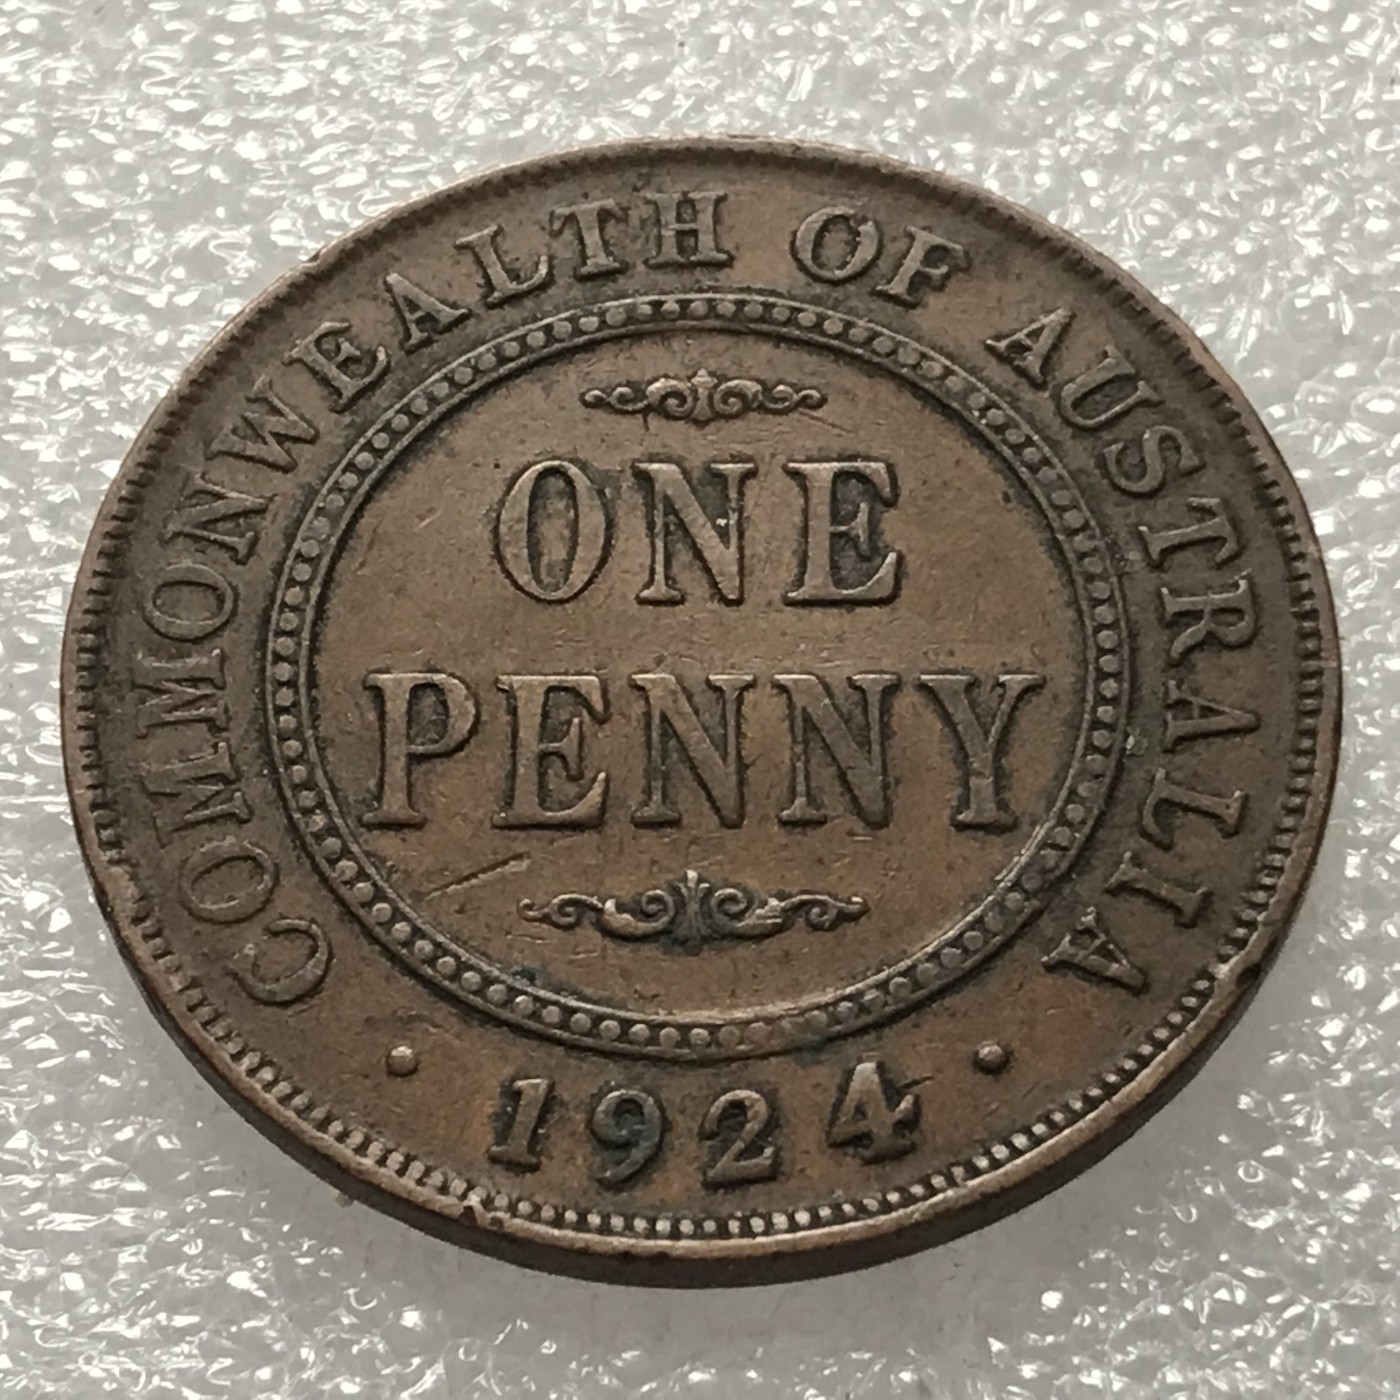 COMMONWEALTH OF AUSTRALIA
ONE
PENNY
· 1924 ·